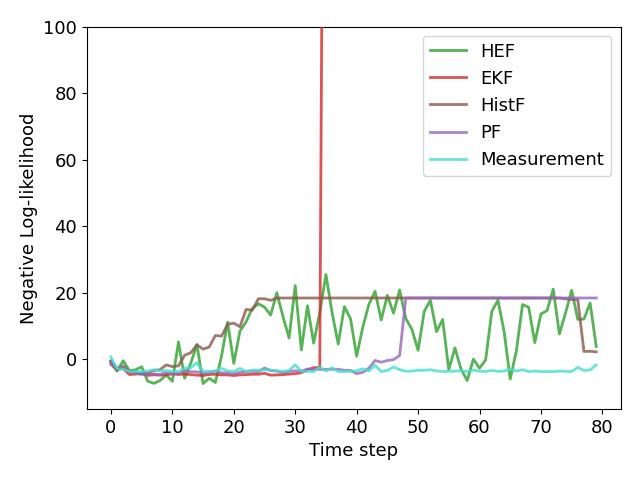 100
80
60
40
20
0
Negative Log-likelihood
HEF
EKF
HistF
PF
Measurement
0 10 20 30 40 50 60 70 80
Time step